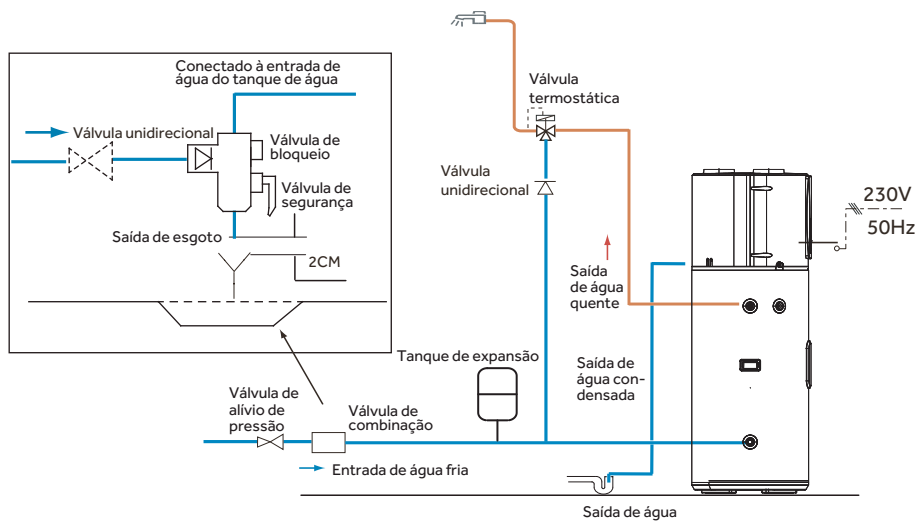 Conectado à entrada de
água do tanque de água
Válvula unidirecional
Válvula de
bloqueio
Válvula de
segurança
Saída de esgoto
2CM
Válvula
termostática
Válvula
unidirecional
230V
50Hz
Saída
de água
quente
Tanque de expansão
Saída de
água con-
densada
Válvula de
alívio de
pressão
Válvula de
combinação
Entrada de água fria
Saída de água